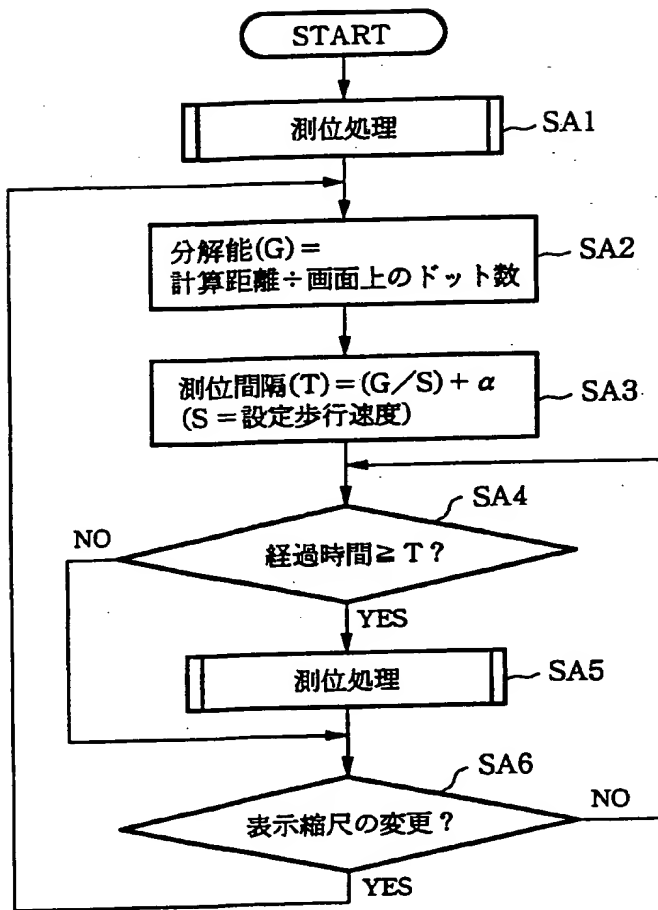 START
測位処理
SA1
分解能(G)=
計算距離÷画面上のドット数
SA2
測位間隔(T)=(G/S)+α
(S=設定歩行速度)
SA3
SA4
NO
経過時間≧T?
YES
測位処理
SA5
SA6
NO
表示縮尺の変更?
YES